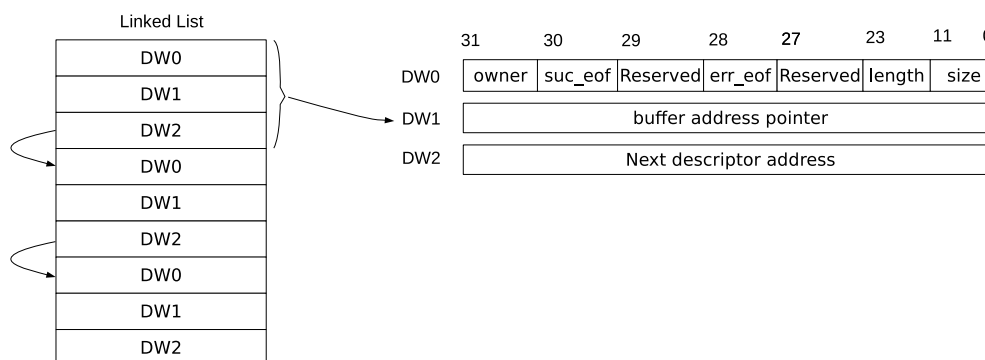 Linked List
DW0
DW1
DW2
DW0
DW1
DW2
DW0
DW1
DW2
31 30 29 28 27 23 11
DW0 owner suc_eof Reserved err_eof Reserved length size
DW1 buffer address pointer
DW2 Next descriptor address